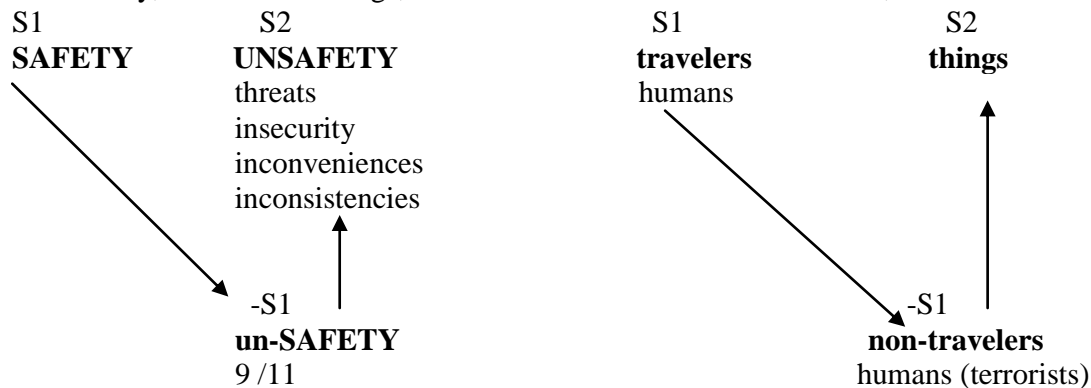 S1 S2 S1 S2
SAFETY UNSAFETY travelers things
threats humans
insecurity
inconveniences
inconsistencies
-S1 -S1
un-SAFETY non-travelers
9 /11 humans (terrorists)